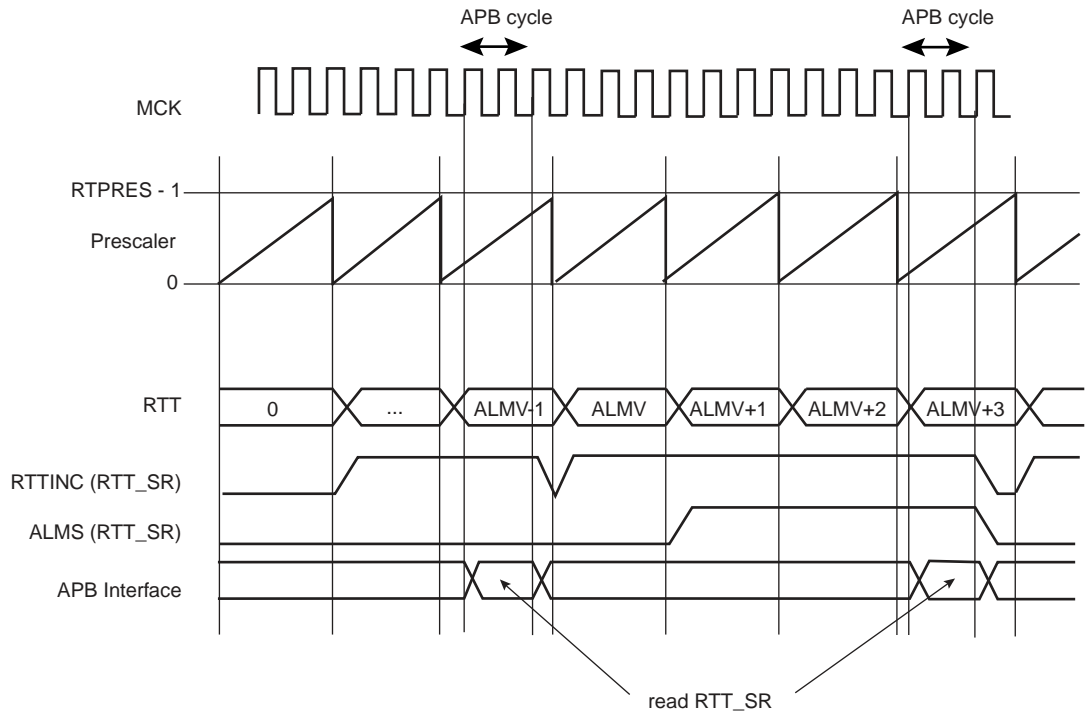 APB cycle
APB cycle
MCK
RTPRES - 1
Prescaler
0
RTT
0
...
ALMV-1
ALMV
ALMV+1
ALMV+2
ALMV+3
RTTINC (RTT_SR)
ALMS (RTT_SR)
APB Interface
read RTT_SR